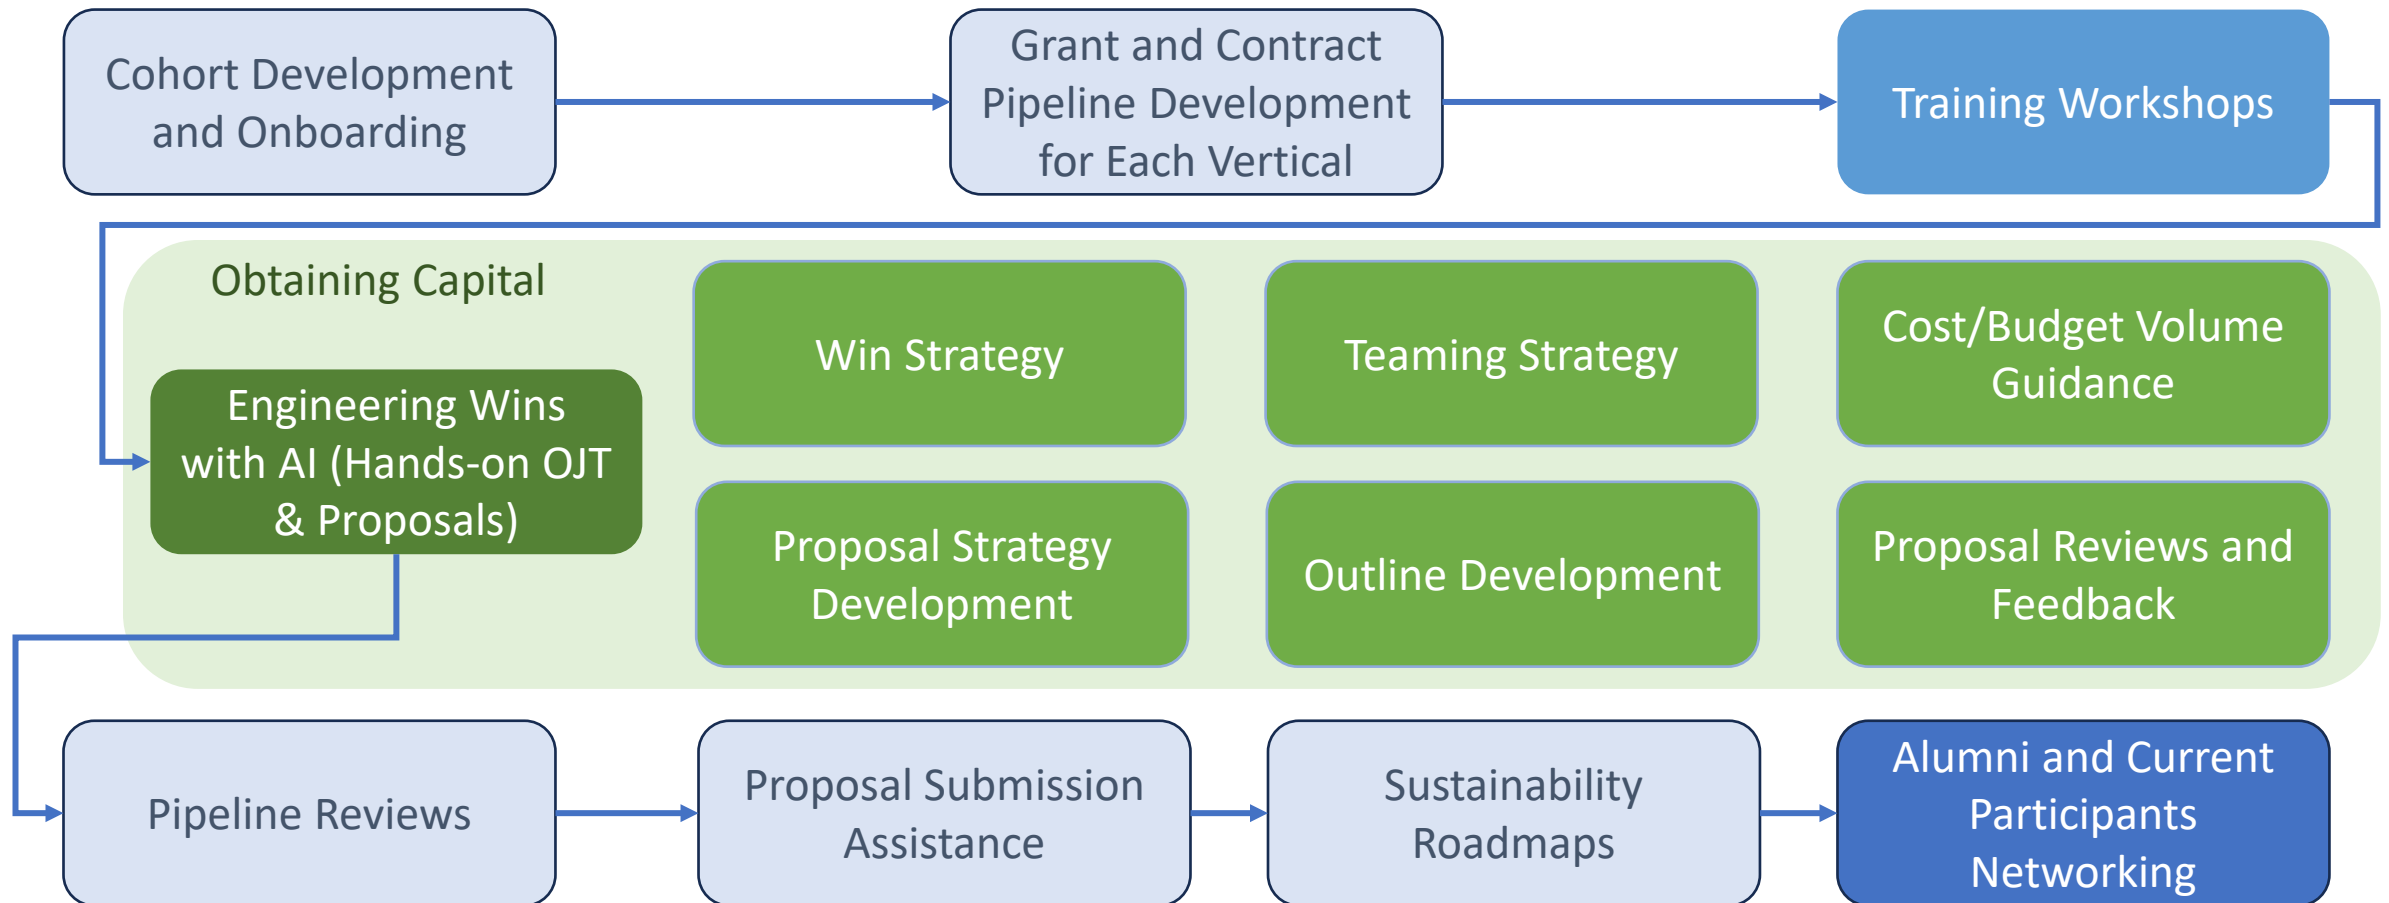 Cohort Development
and Onboarding
Grant and Contract
Pipeline Development
for Each Vertical
Training Workshops
Obtaining Capital
Engineering Wins
with AI (Hands-on OJT
& Proposals)
Win Strategy
Teaming Strategy
Cost/Budget Volume
Guidance
Proposal Strategy
Development
Outline Development
Proposal Reviews and
Feedback
Pipeline Reviews
Proposal Submission
Assistance
Sustainability
Roadmaps
Alumni and Current
Participants
Networking